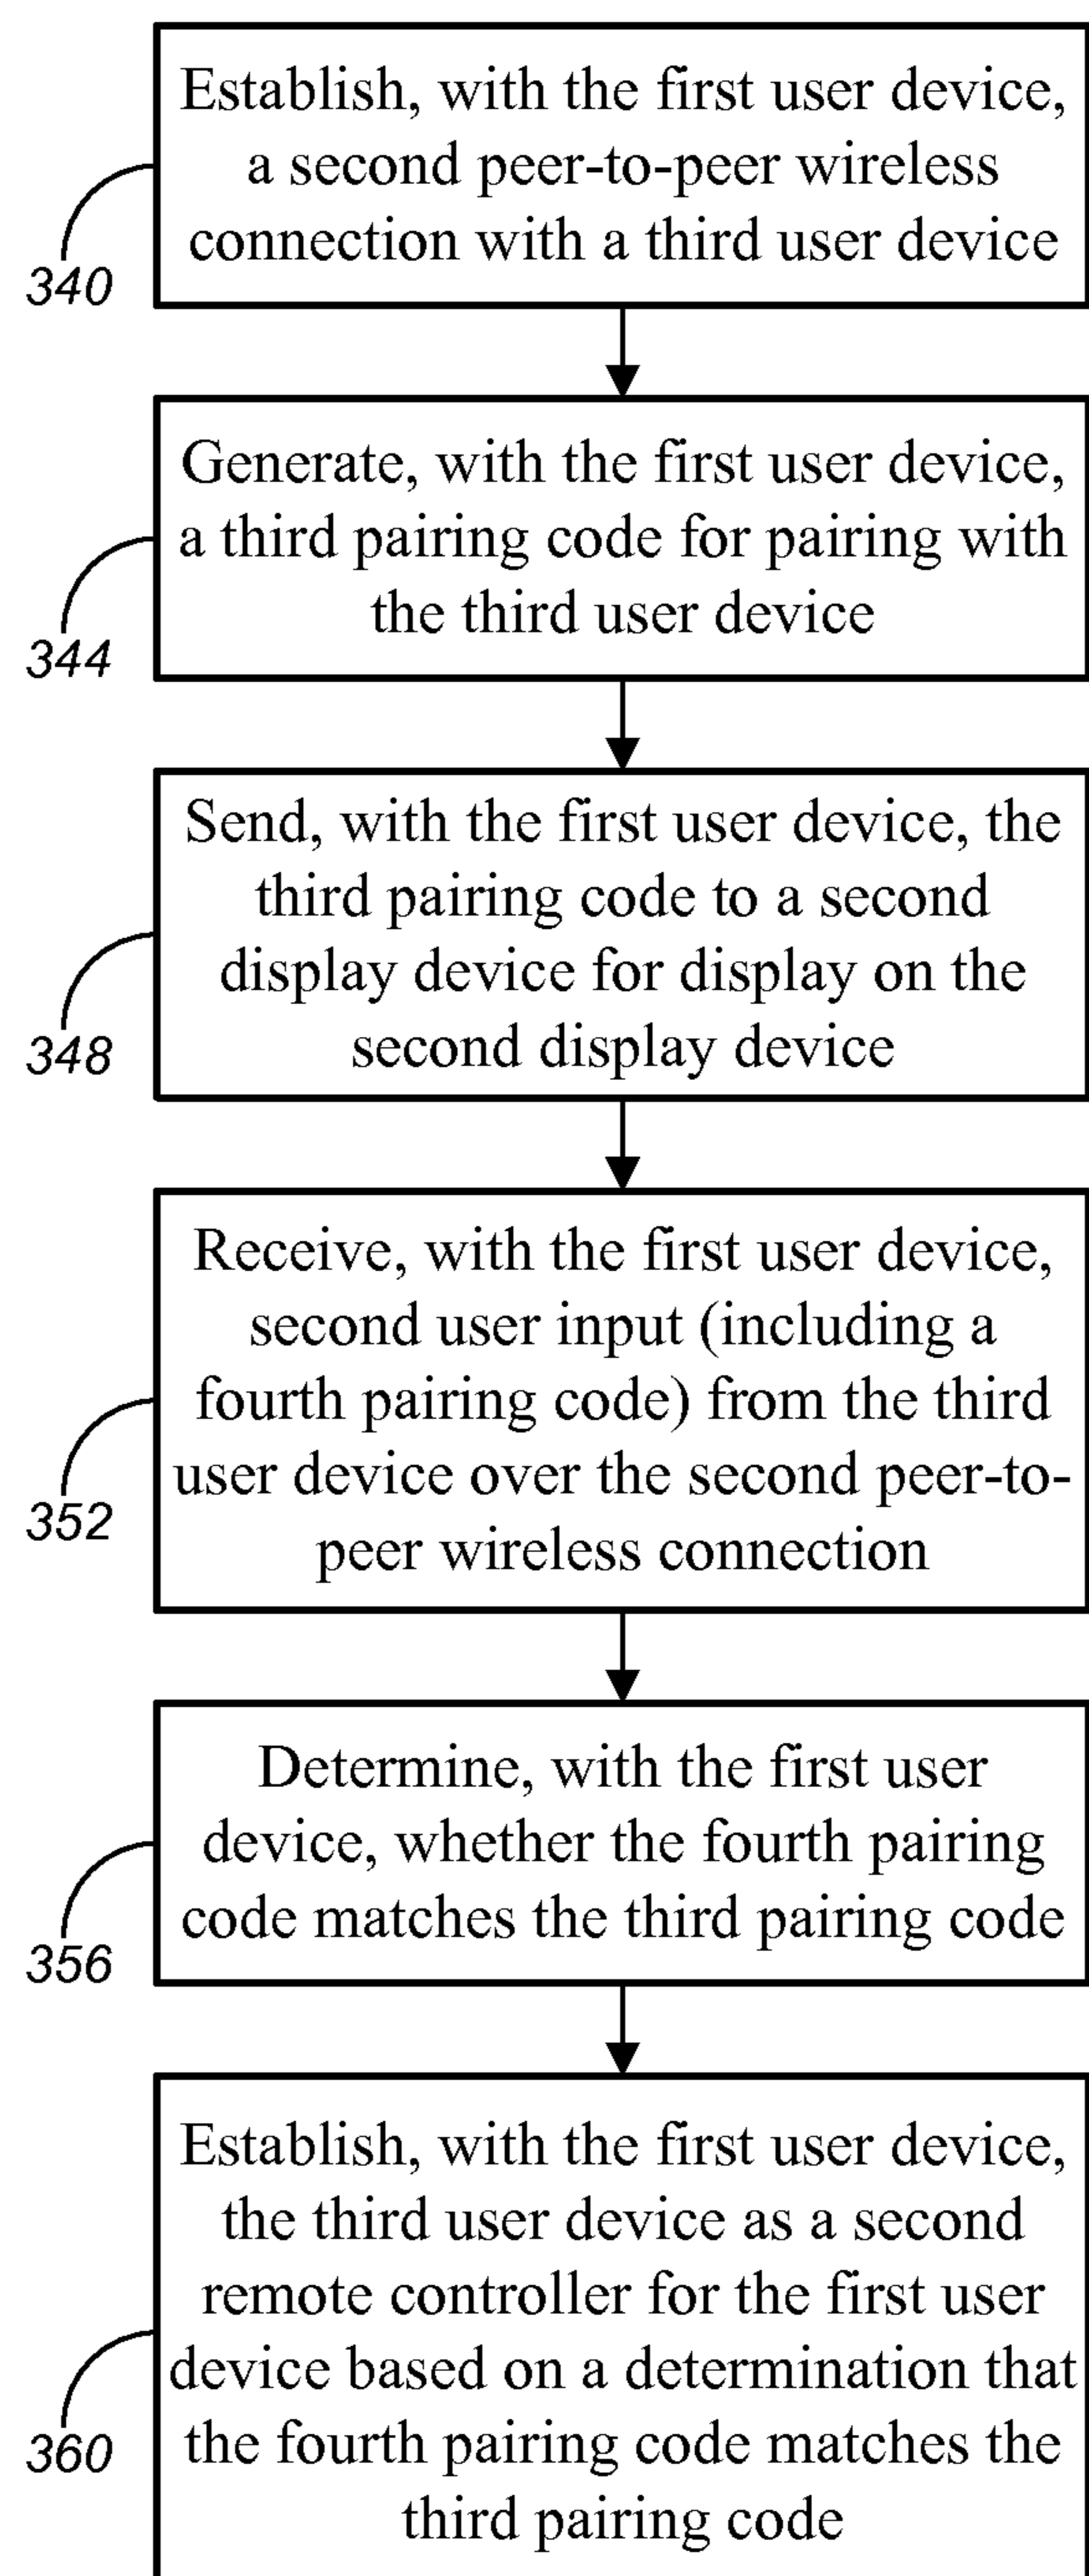 Establish, with the first user device,
a second peer-to-peer wireless
connection with a third user device
340
Generate, with the first user device,
a third pairing code for pairing with
the third user device
344
Send, with the first user device, the
third pairing code to a second
display device for display on the
second display device
348
Receive, with the first user device,
second user input (including a
fourth pairing code) from the third
user device over the second peer-to-
peer wireless connection
352
Determine, with the first user
device, whether the fourth pairing
code matches the third pairing code
356
Establish, with the first user device,
the third user device as a second
remote controller for the first user
device based on a determination that
the fourth pairing code matches the
third pairing code
360